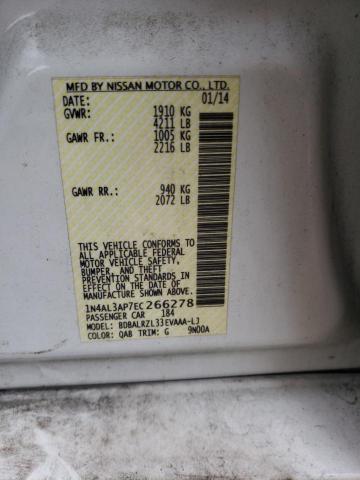 MFD BY NISSAN MOTOR CO., LTD.
DATE: 01/14
GVWR: 1910 KG
4211 LB
GAWR FR: 1005 KG
2216 LB
GAWR RR: 940 KG
2072 LB
THIS VEHICLE CONFORMS TO
ALL APPLICABLE FEDERAL
MOTOR VEHICLE SAFETY,
BUMPER, AND THEFT
PREVENTION STANDARDS IN
EFFECT ON THE DATE OF
MANUFACTURE SHOWN ABOVE.
1N4AL3AP7EC266278
PASSENGER CAR 184
MODEL: BDBALRZL33EVAAA-LJ
COLOR: QAB TRIM: G 9N00A